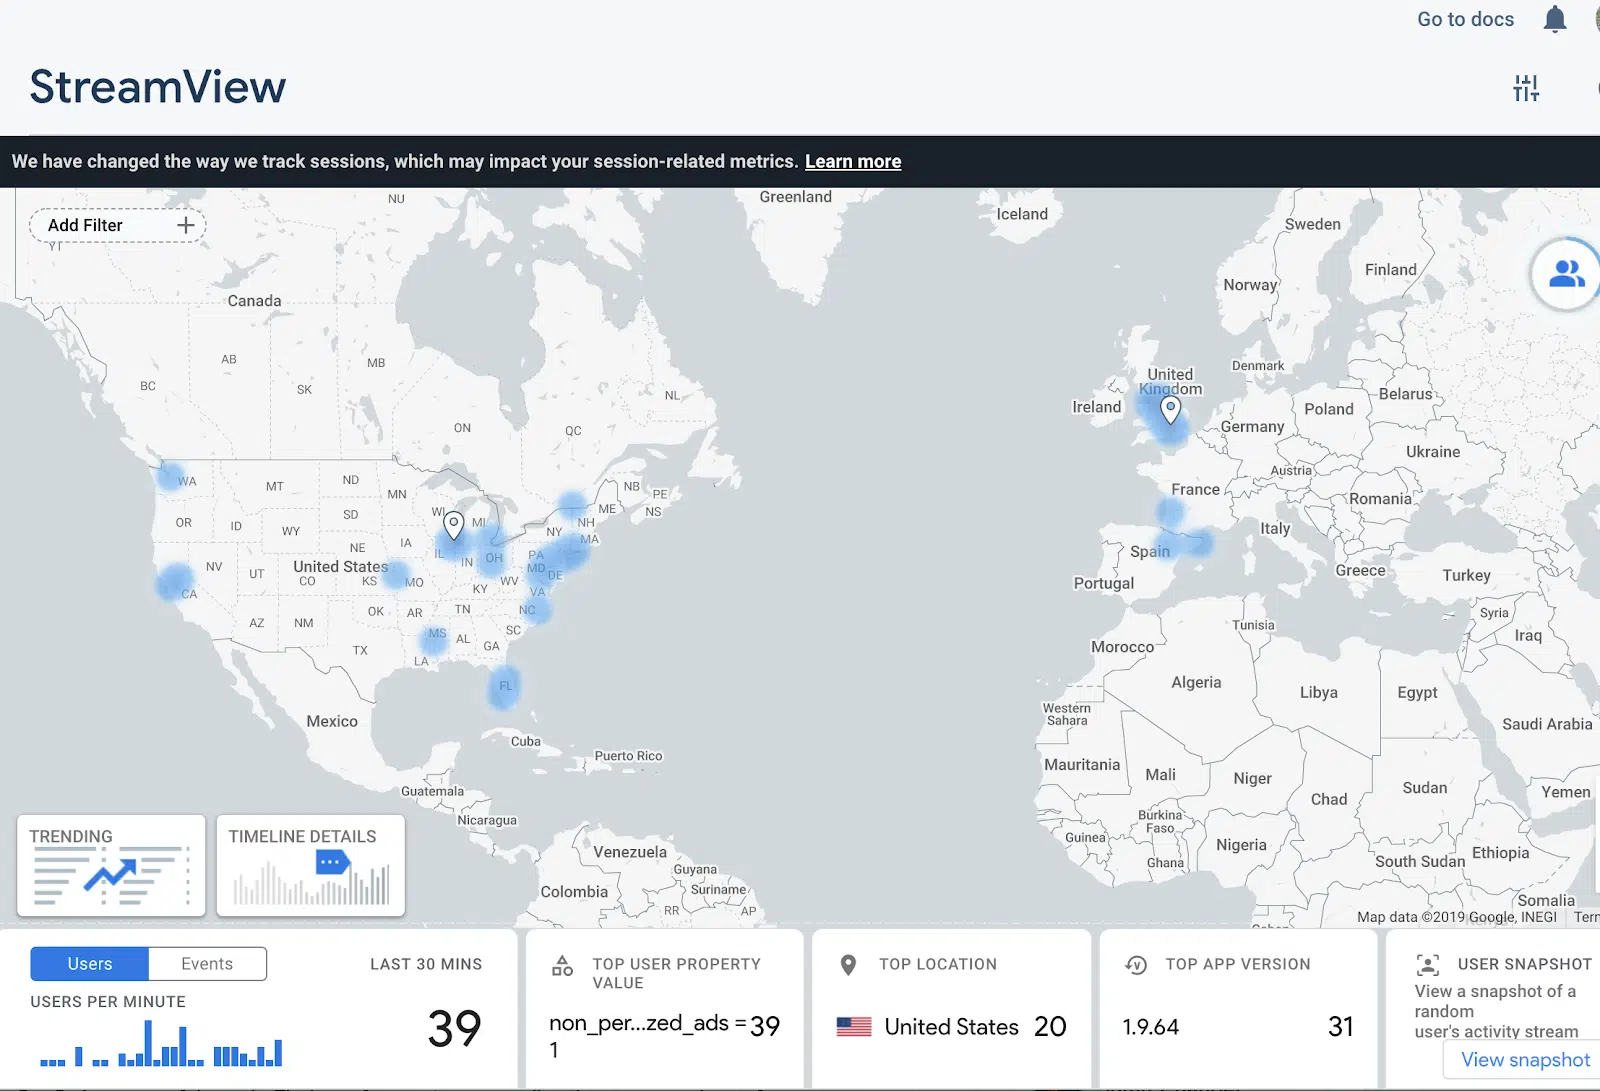 Go to docs
StreamView
We have changed the way we track sessions, which may impact your session-related metrics. Learn more
Add Filter
NU
Greenland
Iceland
Sweden
YT
Finland
Norway
Canada
AB
MB
BC
SK
NL
ON
QC
United
Kingdom
Denmark
Ireland
Belarus
Poland
Germany
Ukraine
Austria
France
Romania
WA
MT
ND
MN
NB
PE
NS
ME
OR
ID
SD
WI
MI
NH
WY
NY
MA
IA
NE
IL
IN
OH
PA
MD
DE
Italy
Spain
Greece
Turkey
Portugal
NV
UT
United States
CO
KS
MO
KY
WV
VA
CA
AZ
NM
OK
AR
TN
NC
SC
TX
MS
AL
GA
LA
FL
Syria
Iraq
Tunisia
Morocco
Algeria
Libya
Egypt
Western
Sahara
Saudi Arabia
Mexico
Cuba
Puerto Rico
Mauritania
Mali
Niger
Chad
Sudan
Yemen
Guatemala
Nicaragua
Burkina
Faso
Guinea
Ghana
Nigeria
South Sudan
Ethiopia
Somalia
Venezuela
Guyana
Suriname
Colombia
RR
AP
Map data ©2019 Google, INEGI
TRENDING
TIMELINE DETAILS
Users
Events
LAST 30 MINS
USERS PER MINUTE
39
TOP USER PROPERTY
VALUE
non_per...zed_ads =
1
39
TOP LOCATION
United States 20
TOP APP VERSION
1.9.64 31
USER SNAPSHOT
View a snapshot of a
random
user's activity stream
View snapshot